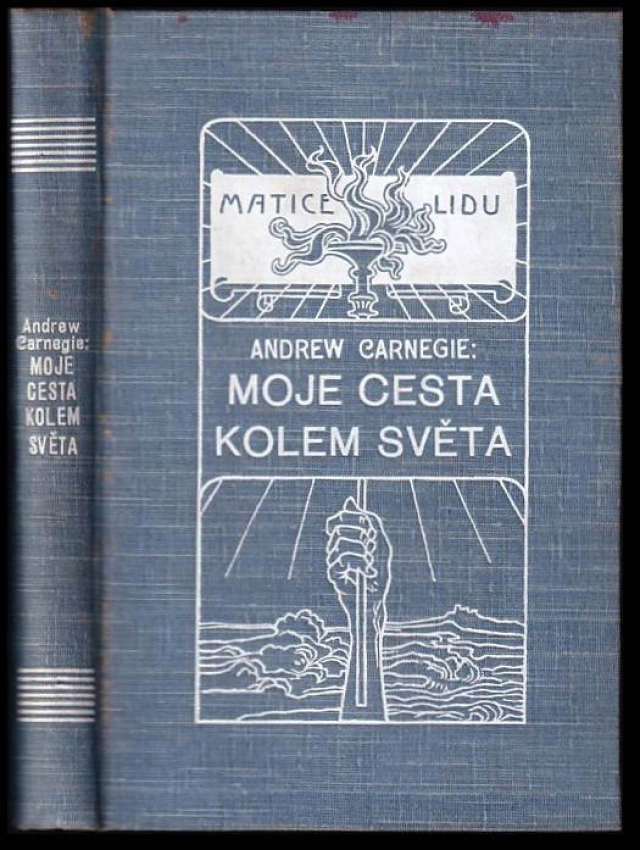 Andrew
Carnegie:
MOJE
CESTA
KOLEM
SVĚTA
MATICE LIDU
ANDREW CARNEGIE:
MOJE CESTA
KOLEM SVĚTA